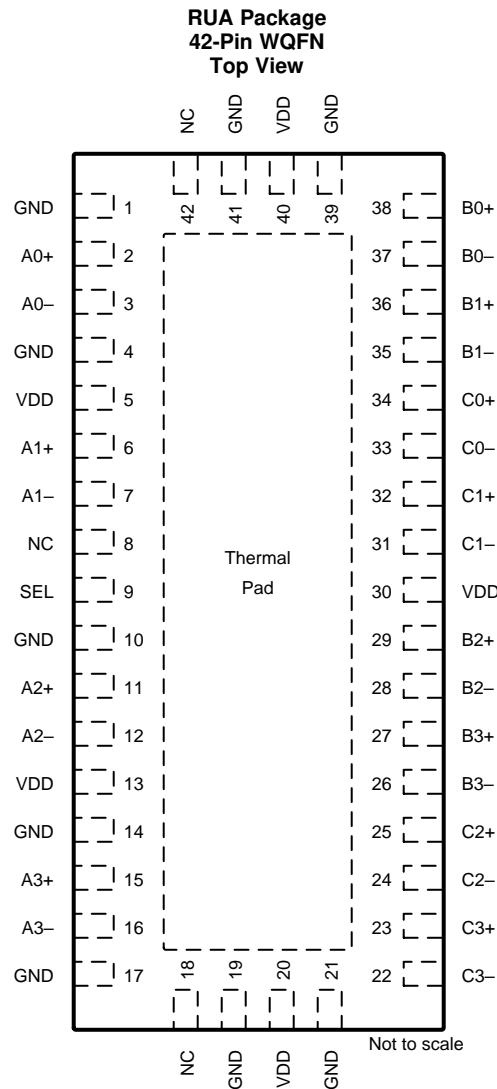 RUA Package
42-Pin WQFN
Top View
NC
GND
VDD
GND
42
41
40
39
GND 1
A0+ 2
A0– 3
GND 4
VDD 5
A1+ 6
A1– 7
NC 8
SEL 9
GND 10
A2+ 11
A2– 12
VDD 13
GND 14
A3+ 15
A3– 16
GND 17
Thermal
Pad
38 B0+
37 B0–
36 B1+
35 B1–
34 C0+
33 C0–
32 C1+
31 C1–
30 VDD
29 B2+
28 B2–
27 B3+
26 B3–
25 C2+
24 C2–
23 C3+
22 C3–
18
19
20
21
NC
GND
VDD
GND
Not to scale